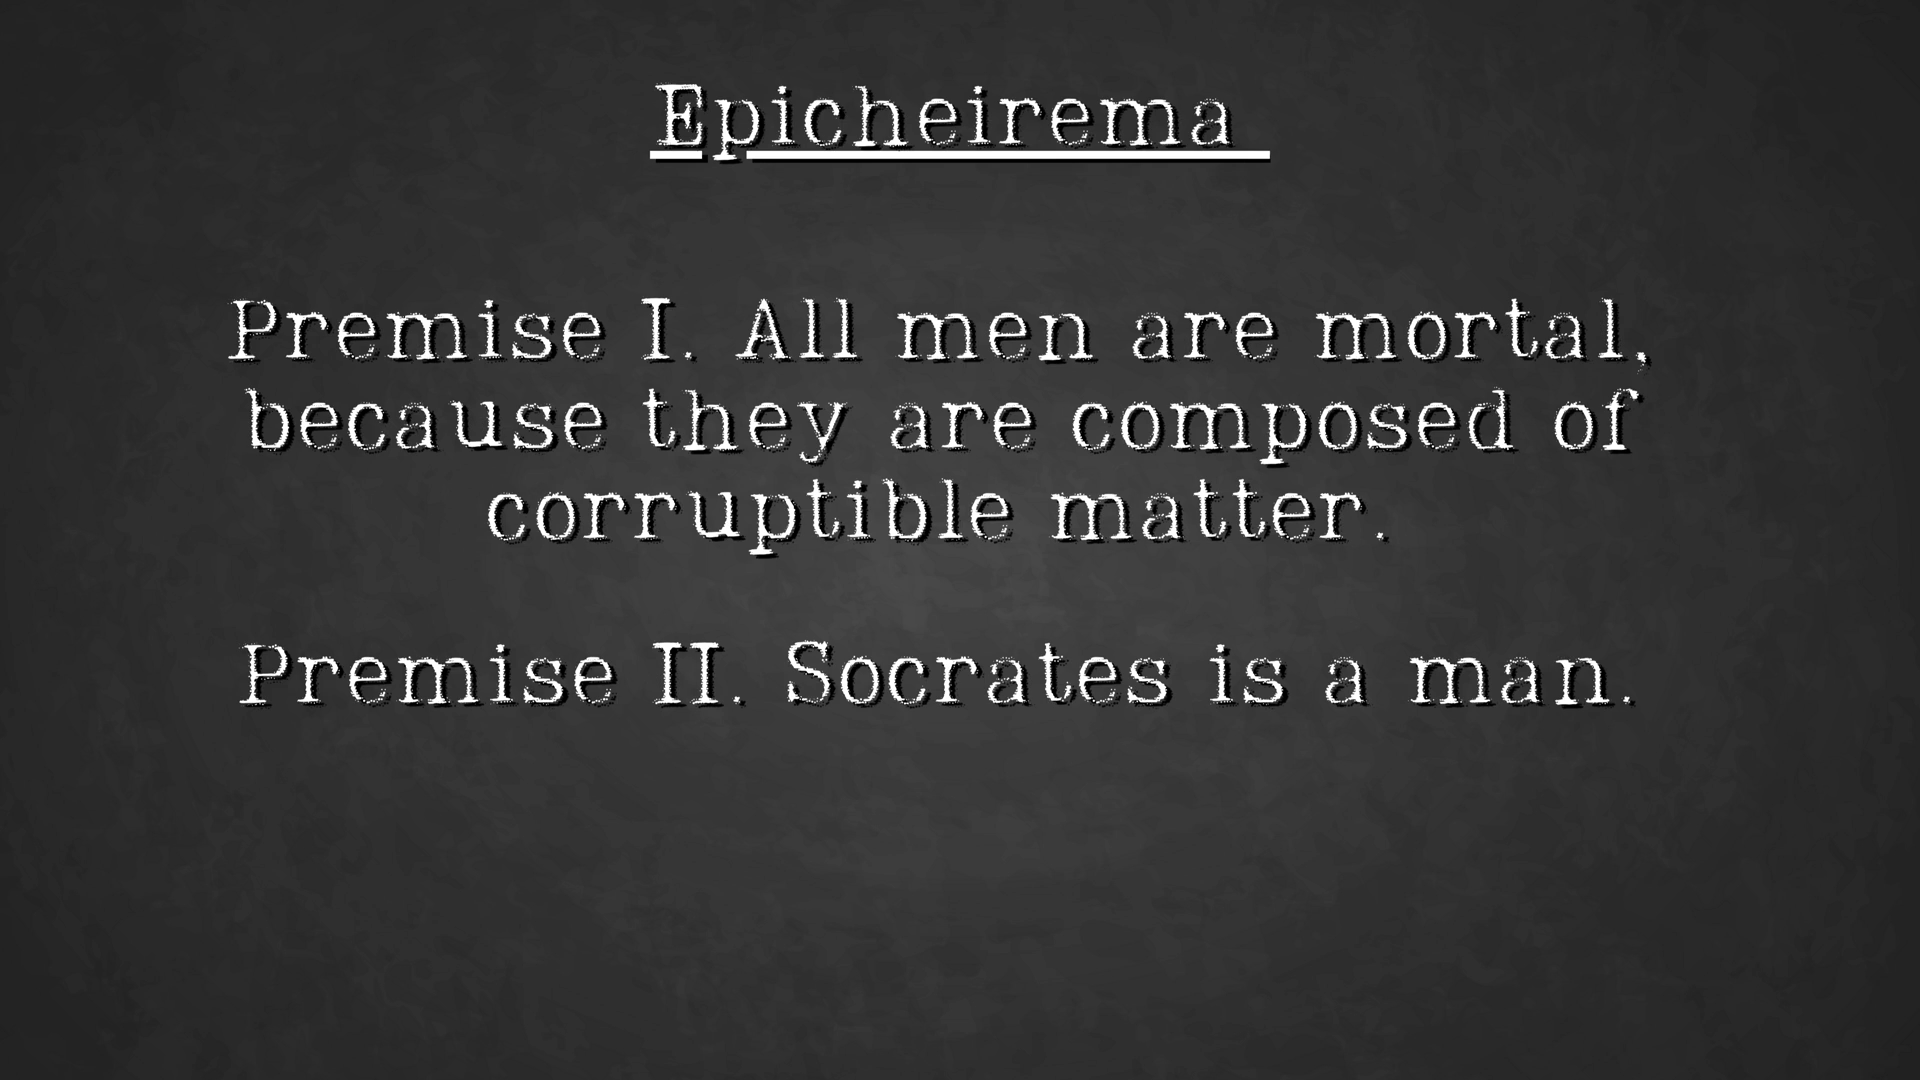 Epicheirema
Premise I. All men are mortal,
because they are composed of
corruptible matter.
Premise II. Socrates is a man.